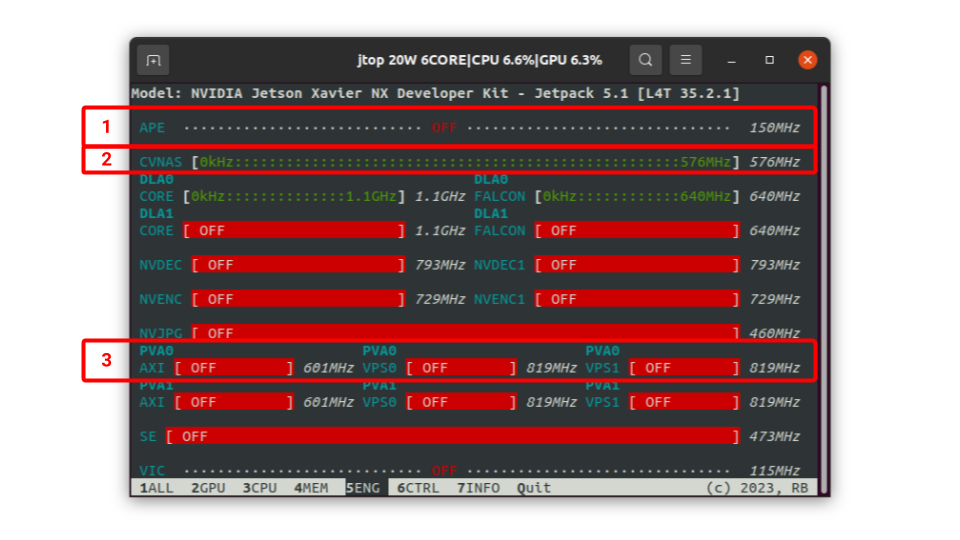 jtop 20W 6CORE|CPU 6.6%|GPU 6.3%
Model: NVIDIA Jetson Xavier NX Developer Kit - Jetpack 5.1 [L4T 35.2.1]
1 APE ···························· OFF ······························· 150MHz
2 CVNAS [0kHz::::::::::::::::::::::::::::::::::::::::::::::::::::576MHz] 576MHz
DLA0 DLA0
CORE [0kHz::::::::::::::1.1GHz] 1.1GHz FALCON [0kHz::::::::::::640MHz] 640MHz
DLA1 DLA1
CORE [ OFF ] 1.1GHz FALCON [ OFF ] 640MHz
NVDEC [ OFF ] 793MHz NVDEC1 [ OFF ] 793MHz
NVENC [ OFF ] 729MHz NVENC1 [ OFF ] 729MHz
NVJPG [ OFF ] 460MHz
3 PVA0 PVA0 PVA0
AXI [ OFF ] 601MHz VPS0 [ OFF ] 819MHz VPS1 [ OFF ] 819MHz
PVA1 PVA1 PVA1
AXI [ OFF ] 601MHz VPS0 [ OFF ] 819MHz VPS1 [ OFF ] 819MHz
SE [ OFF ] 473MHz
VIC ···························· OFF ······························· 115MHz
1ALL 2GPU 3CPU 4MEM 5ENG 6CTRL 7INFO Quit (c) 2023, RB